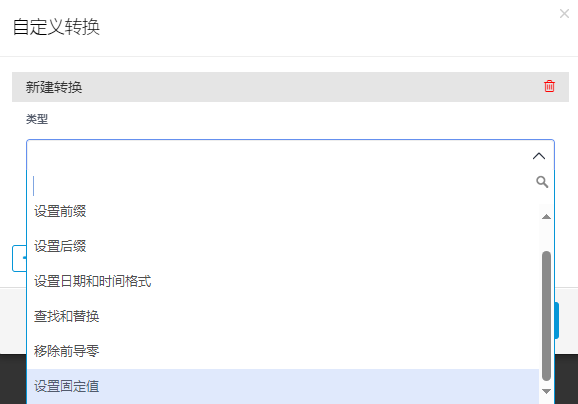 自定义转换
新建转换
类型
设置前缀
设置后缀
设置日期和时间格式
查找和替换
移除前导零
设置固定值